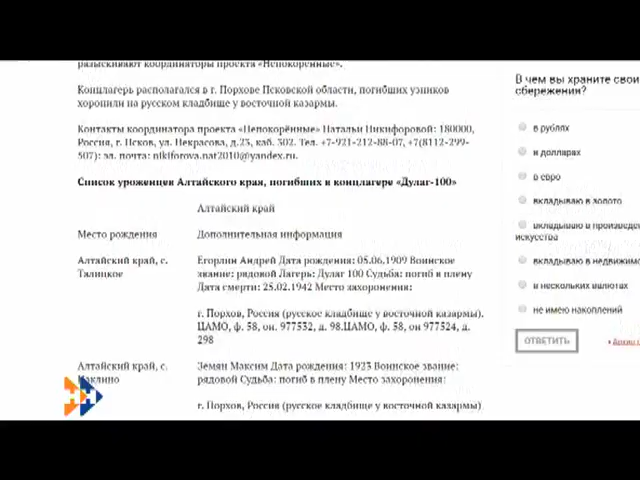 разыскивают координаторы проекта «Непокоренные».
Концлагерь располагался в г. Порхове Псковской области, погибших узников
хоронили на русском кладбище у восточной казармы.
Контакты координатора проекта «Непокорённые» Натальи Никифоровой: 180000,
Россия, г. Псков, ул. Некрасова, д.23, каб. 302. Тел. +7-921-212-88-07, +7(8112-299-
507); эл. почта: nikiforova.nat2010@yandex.ru.
Список уроженцев Алтайского края, погибших в концлагере «Дулаг-100»
Алтайский край
Место рождения Дополнительная информация
Алтайский край, с. Егорлин Андрей Дата рождения: 05.06.1909 Воинское
Талицкое звание: рядовой Лагерь: Дулаг 100 Судьба: погиб в плену
Дата смерти: 25.02.1942 Место захоронения:
г. Порхов, Россия (русское кладбище у восточной казармы).
ЦАМО, ф. 58, оп. 977532, д. 98.ЦАМО, ф. 58, оп 977524, д.
298
Алтайский край, с. Земян Максим Дата рождения: 1923 Воинское звание:
рядовой Судьба: погиб в плену Место захоронения:
г. Порхов, Россия (русское кладбище у восточной казармы)
В чем вы храните свои
сбережения?
в рублях
в долларах
в евро
вкладываю в золото
вкладываю в произведе
искусства
вкладываю в недвижимо
в нескольких валютах
не имею накоплений
ОТВЕТИТЬ